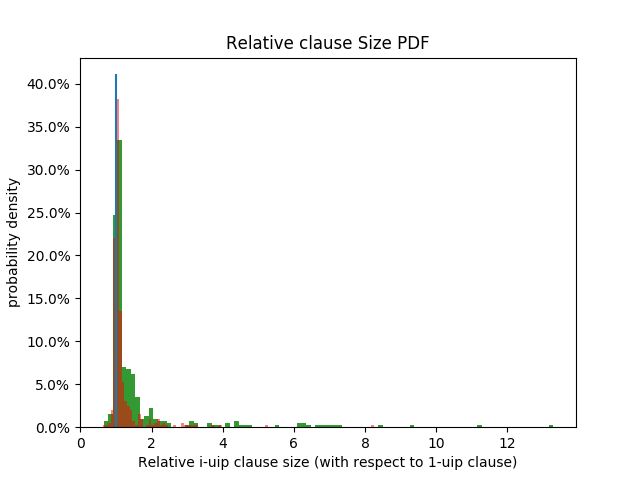 Relative clause Size PDF
40.0%
35.0%
30.0%
25.0%
20.0%
15.0%
10.0%
5.0%
0.0%
probability density
0 2 4 6 8 10 12
Relative i-uip clause size (with respect to 1-uip clause)